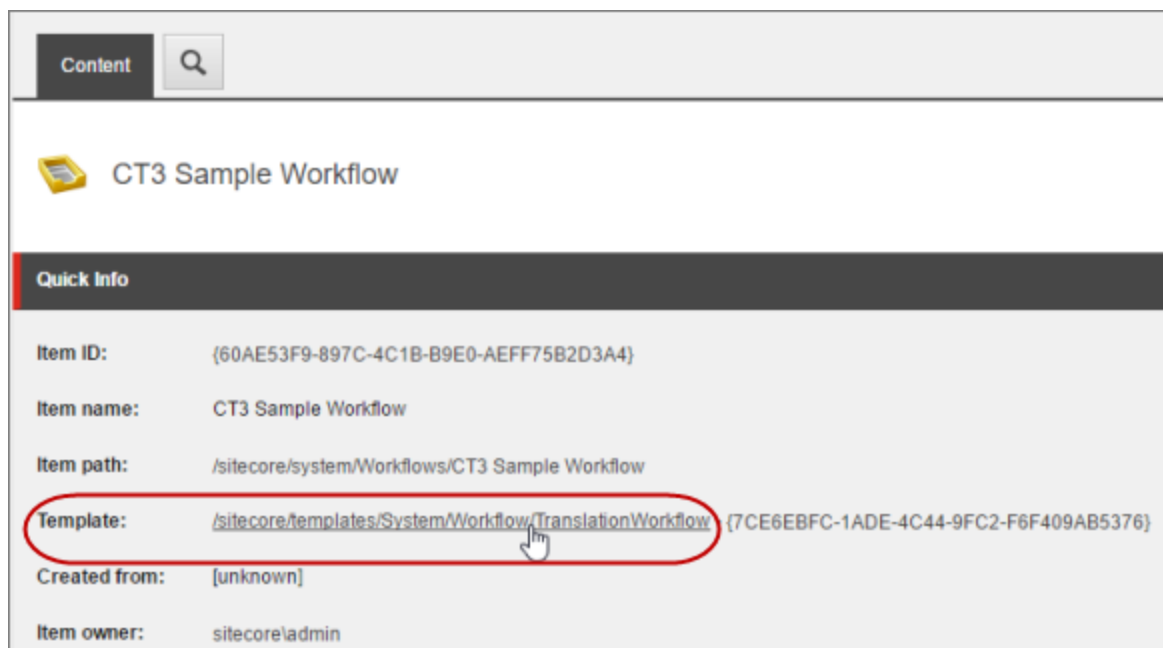 Content
CT3 Sample Workflow
Quick Info
Item ID: {60AE53F9-897C-4C1B-B9E0-AEFF75B2D3A4}
Item name: CT3 Sample Workflow
Item path: /sitecore/system/Workflows/CT3 Sample Workflow
Template: /sitecore/templates/System/Workflow/TranslationWorkflow - {7CE6EBFC-1ADE-4C44-9FC2-F6F409AB5376}
Created from: [unknown]
Item owner: sitecore\admin